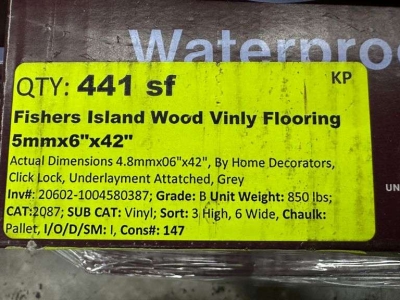 Waterproo
QTY: 441 sf
KP
Fishers Island Wood Vinly Flooring
5mmx6"x42"
Actual Dimensions 4.8mmx06"x42", By Home Decorators,
Click Lock, Underlayment Attatched, Grey
Inv#: 20602-1004580387; Grade: B Unit Weight: 850 lbs;
CAT:2087; SUB CAT: Vinyl; Sort: 3 High, 6 Wide, Chaulk:
Pallet, I/O/D/SM: I, Cons#: 147
UN